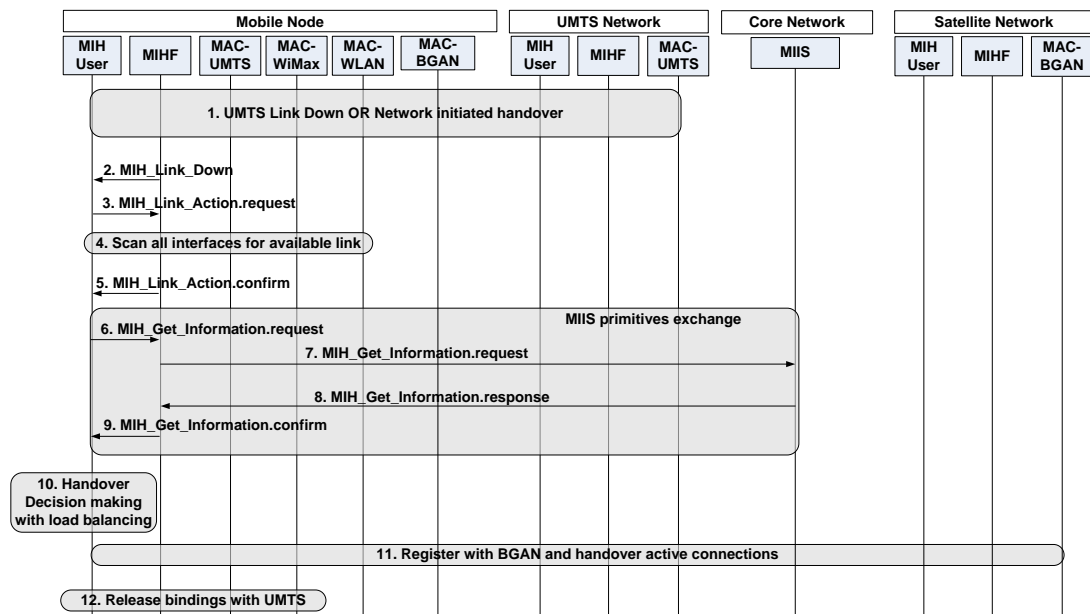 Mobile Node
UMTS Network
Core Network
Satellite Network
MIH
User
MIHF
MAC-
UMTS
MAC-
WiMax
MAC-
WLAN
MAC-
BGAN
MIH
User
MIHF
MAC-
UMTS
MIIS
MIH
User
MIHF
MAC-
BGAN
1. UMTS Link Down OR Network initiated handover
2. MIH_Link_Down
3. MIH_Link_Action.request
4. Scan all interfaces for available link
5. MIH_Link_Action.confirm
MIIS primitives exchange
6. MIH_Get_Information.request
7. MIH_Get_Information.request
8. MIH_Get_Information.response
9. MIH_Get_Information.confirm
10. Handover
Decision making
with load balancing
11. Register with BGAN and handover active connections
12. Release bindings with UMTS